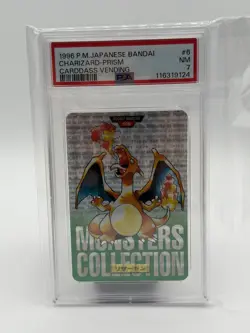 1996 P.M.JAPANESE BANDAI #6
CHARIZARD-PRISM NM
CARDDASS VENDING 7
PSA 116319124
MONSTERS
COLLECTION